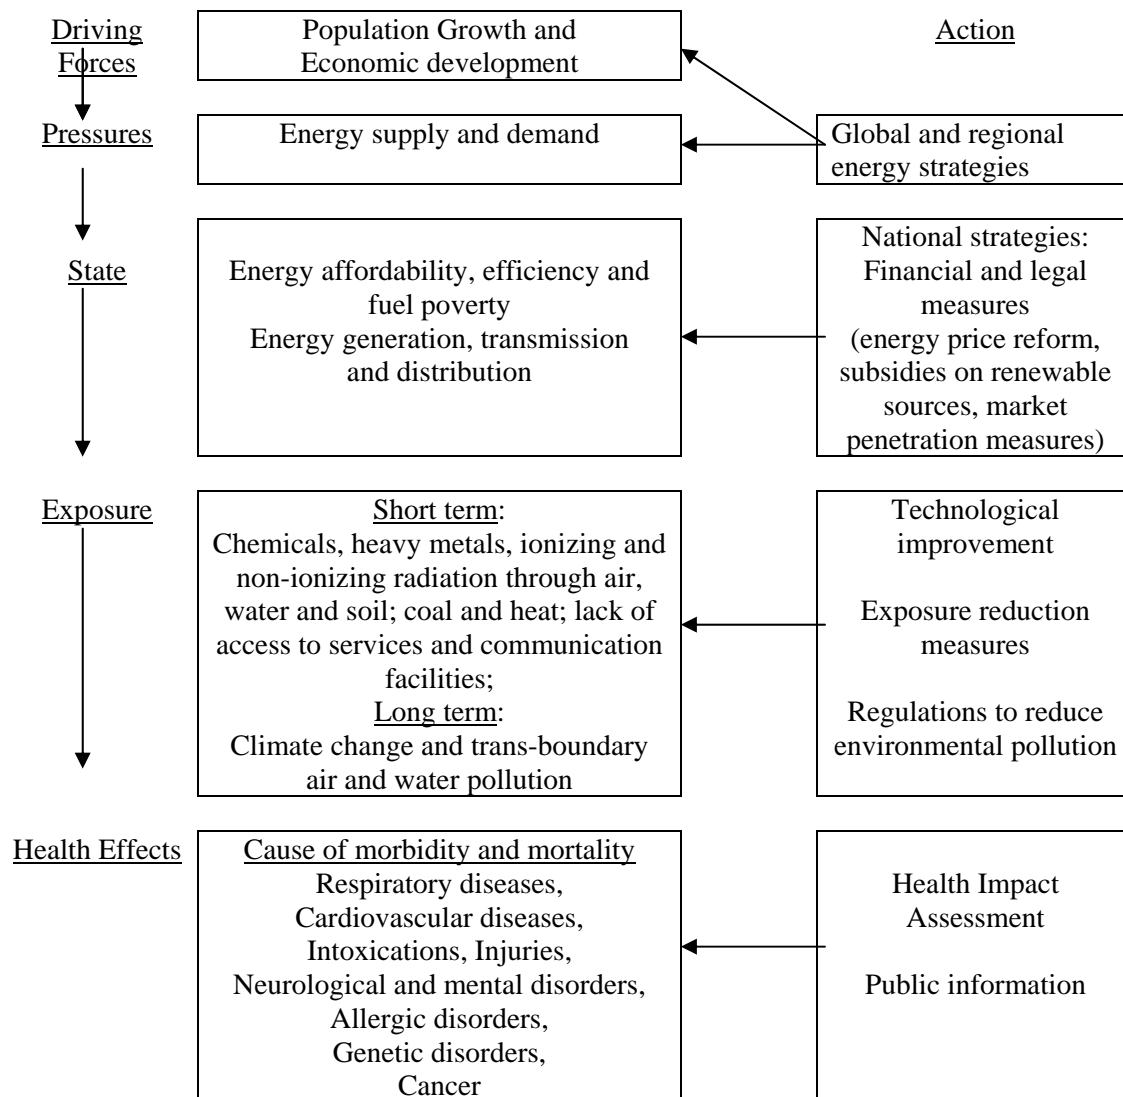 Driving
Forces
Population Growth and
Economic development
Action
Pressures
Energy supply and demand
Global and regional
energy strategies
State
Energy affordability, efficiency and
fuel poverty
Energy generation, transmission
and distribution
National strategies:
Financial and legal
measures
(energy price reform,
subsidies on renewable
sources, market
penetration measures)
Exposure
Short term:
Chemicals, heavy metals, ionizing and
non-ionizing radiation through air,
water and soil; coal and heat; lack of
access to services and communication
facilities;
Long term:
Climate change and trans-boundary
air and water pollution
Technological
improvement
Exposure reduction
measures
Regulations to reduce
environmental pollution
Health Effects
Cause of morbidity and mortality
Respiratory diseases,
Cardiovascular diseases,
Intoxications, Injuries,
Neurological and mental disorders,
Allergic disorders,
Genetic disorders,
Cancer
Health Impact
Assessment
Public information